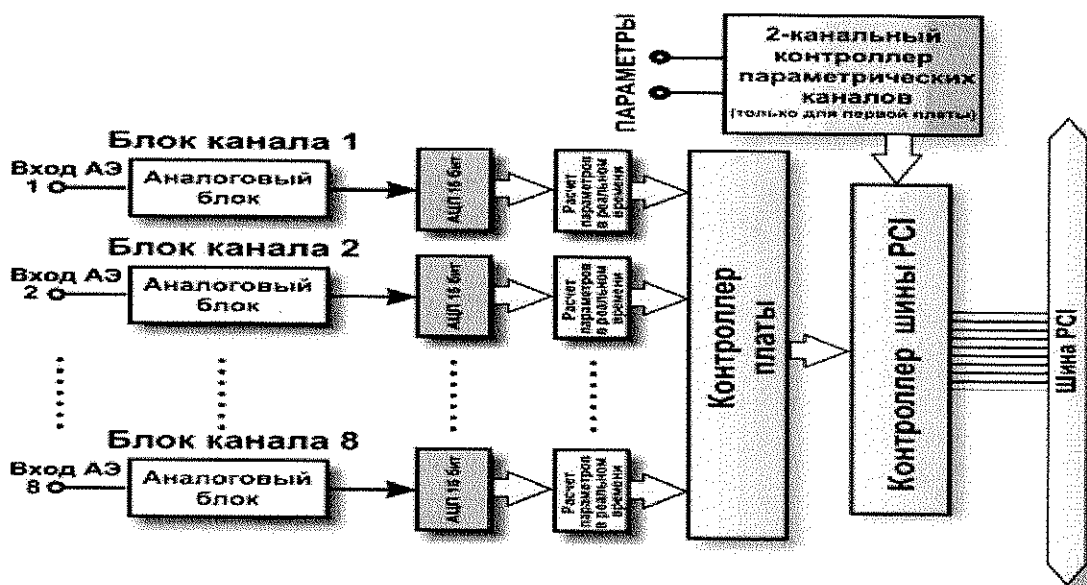 ПАРАМЕТРЫ
2-канальный
контроллер
параметрических
каналов
(только для первой платы)
Блок канала 1
Вход АЭ
1
Аналоговый
блок
АЦП 16 бит
Расчет
параметров
в реальном
времени
Блок канала 2
Вход АЭ
2
Аналоговый
блок
АЦП 16 бит
Расчет
параметров
в реальном
времени
Блок канала 8
Вход АЭ
8
Аналоговый
блок
АЦП 16 бит
Расчет
параметров
в реальном
времени
Контроллер
платы
Контроллер шины PCI
Шина PCI